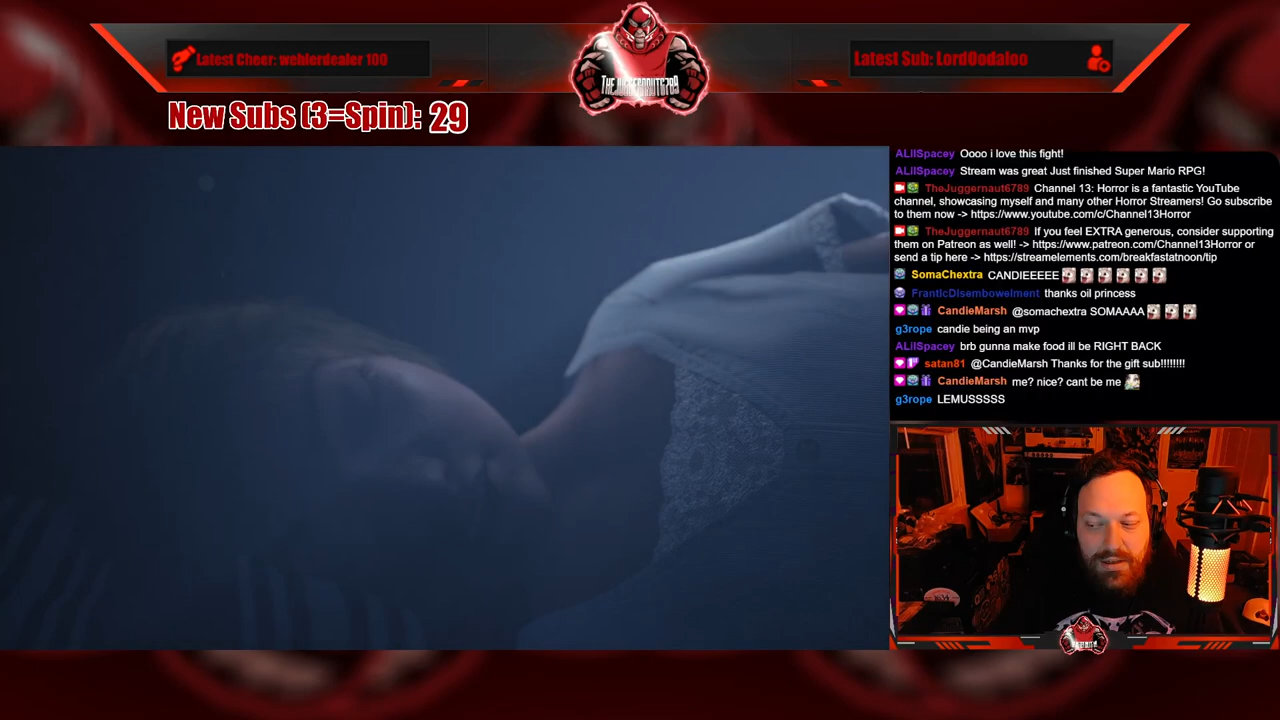 Latest Cheer: wehlerdealer 100
THEJUGGERNAUT6789
Latest Sub: LordOodaloo
New Subs (3=Spin): 29
ALilSpacey Oooo i love this fight!
ALilSpacey Stream was great Just finished Super Mario RPG!
TheJuggernaut6789 Channel 13: Horror is a fantastic YouTube
channel, showcasing myself and many other Horror Streamers! Go subscribe
to them now -> https://www.youtube.com/c/Channel13Horror
TheJuggernaut6789 If you feel EXTRA generous, consider supporting
them on Patreon as well! -> https://www.patreon.com/Channel13Horror or
send a tip here -> https://streamelements.com/breakfastatnoon/tip
SomaChextra CANDIEEEEE
FrantIcDIsembowelment thanks oil princess
CandieMarsh @somachextra SOMAAAA
g3rope candie being an mvp
ALilSpacey brb gunna make food ill be RIGHT BACK
satan81 @CandieMarsh Thanks for the gift sub!!!!!!!!
CandieMarsh me? nice? cant be me
g3rope LEMUSSSSS